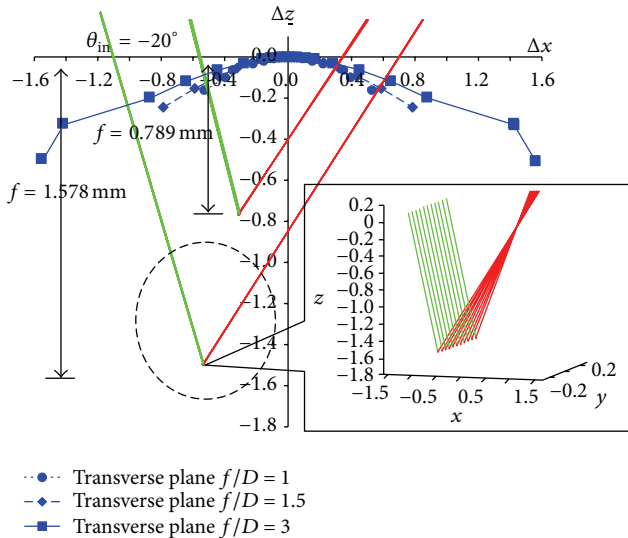 Δz
θin = −20°
Δx
0.0
−1.6 −1.2 −0.8 −0.4 0.0 0.4 0.8 1.2 1.6
−0.2
f = 0.789 mm
−0.4
−0.6
f = 1.578 mm
−0.8
−1.0
−1.2
−1.4
−1.6
−1.8
0.2
0
−0.2
−0.4
−0.6
−0.8
−1.0
−1.2
−1.4
−1.6
−1.8
z
−1.5 −0.5 0.5 0.5 1.5
x
−0.2
0.2
y
Transverse plane f/D = 1
Transverse plane f/D = 1.5
Transverse plane f/D = 3